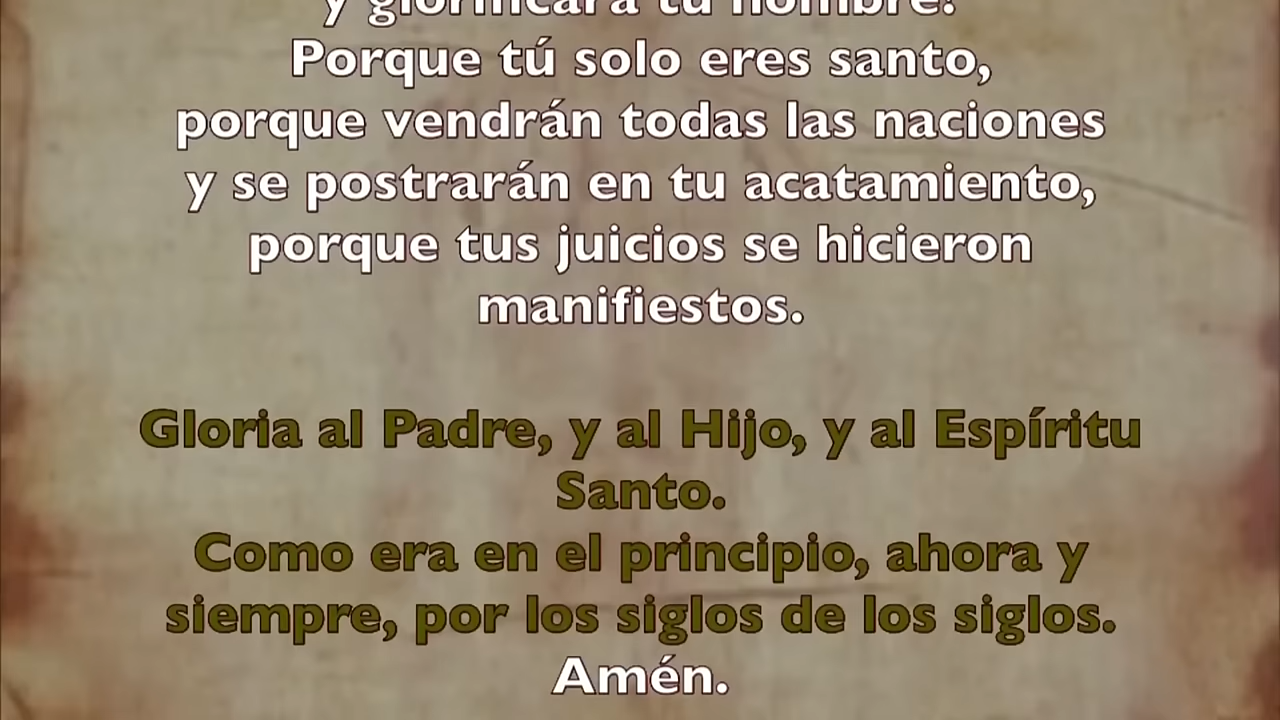 y glorificará tu nombre?
Porque tú solo eres santo,
porque vendrán todas las naciones
y se postrarán en tu acatamiento,
porque tus juicios se hicieron
manifiestos.
Gloria al Padre, y al Hijo, y al Espíritu
Santo.
Como era en el principio, ahora y
siempre, por los siglos de los siglos.
Amén.